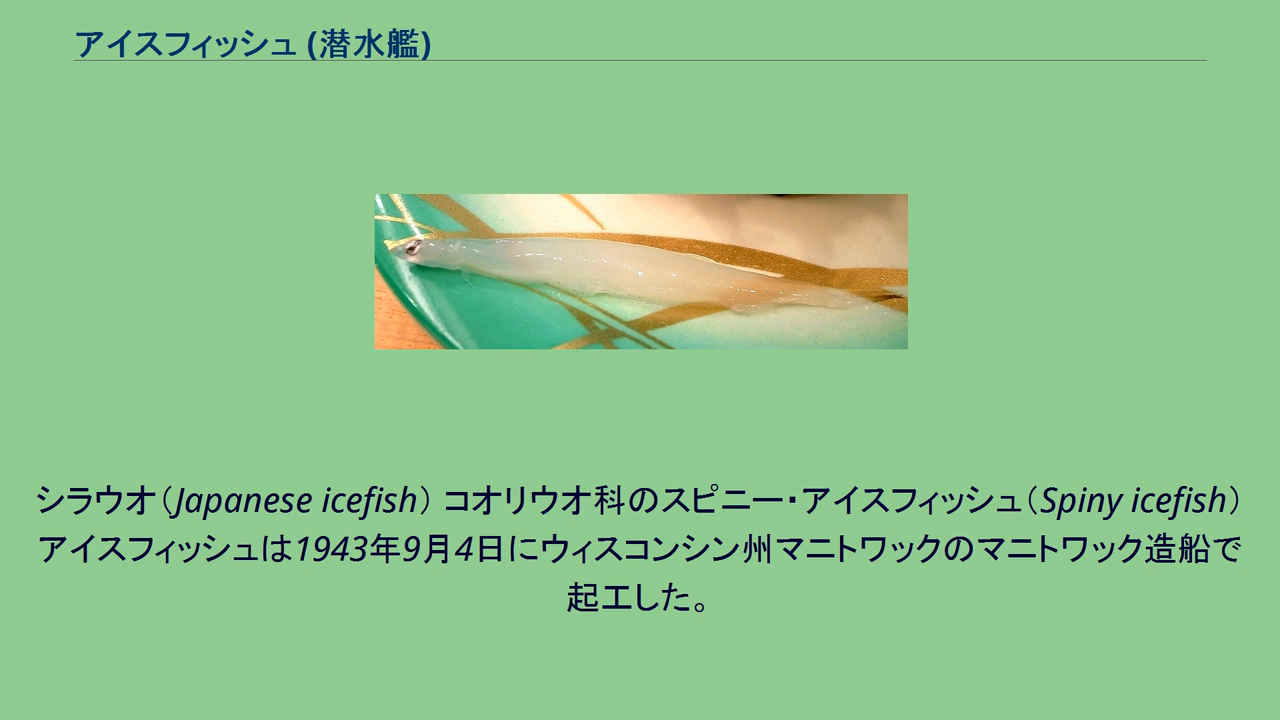 アイスフィッシュ (潜水艦)
シラウオ（Japanese icefish） コオリウオ科のスピニー・アイスフィッシュ（Spiny icefish）
アイスフィッシュは1943年9月4日にウィスコンシン州マニトワックのマニトワック造船で
起工した。